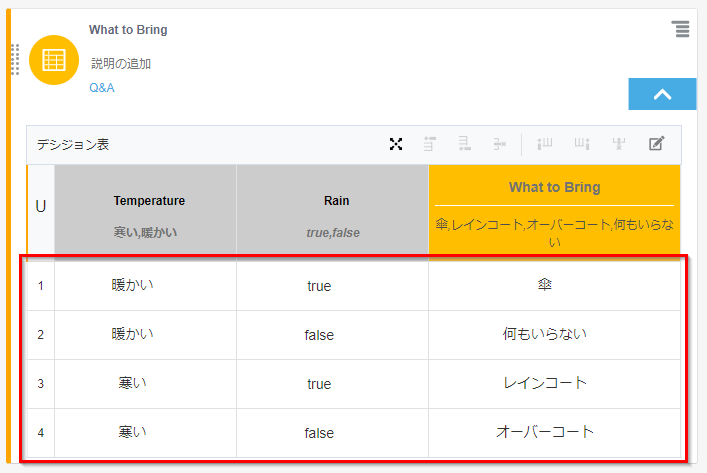 What to Bring
説明の追加
Q&A
デシジョン表
U
Temperature
寒い,暖かい
Rain
true,false
What to Bring
傘,レインコート,オーバーコート,何もいらな
い
1 暖かい true 傘
2 暖かい false 何もいらない
3 寒い true レインコート
4 寒い false オーバーコート